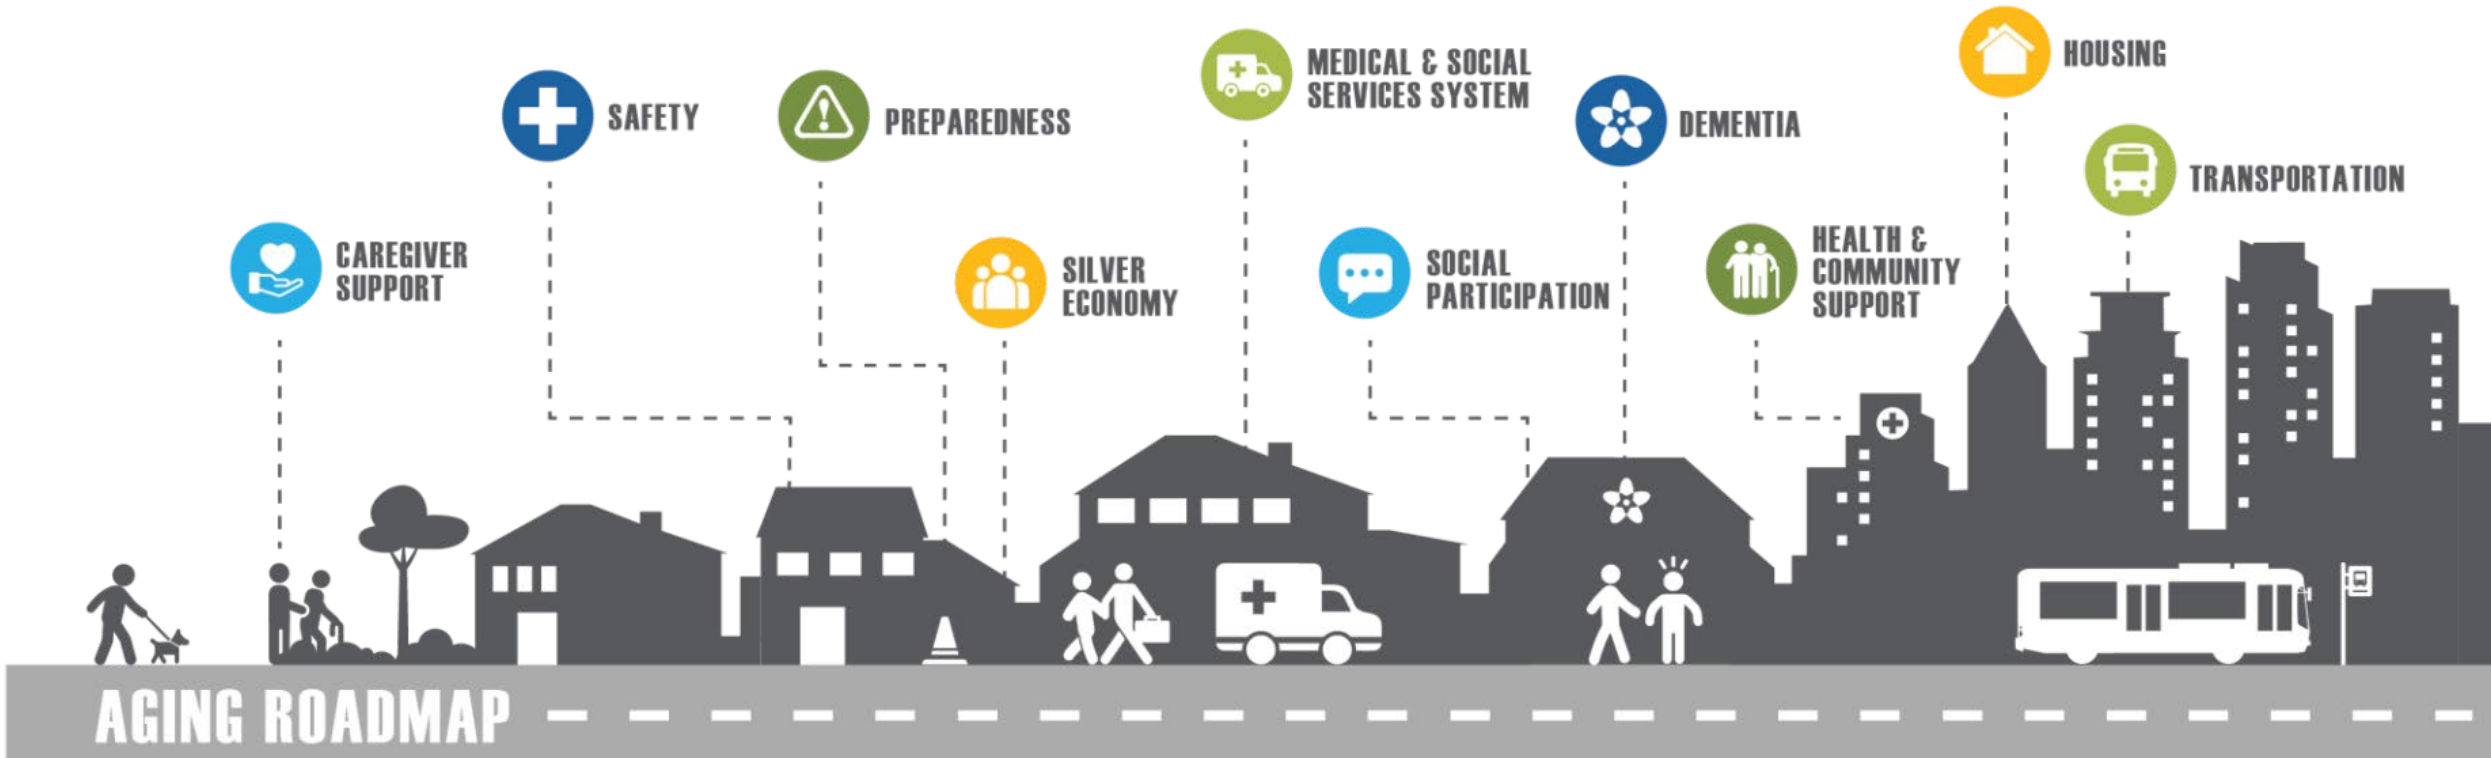 CAREGIVER
SUPPORT
SAFETY
PREPAREDNESS
SILVER
ECONOMY
MEDICAL & SOCIAL
SERVICES SYSTEM
SOCIAL
PARTICIPATION
DEMENTIA
HEALTH &
COMMUNITY
SUPPORT
HOUSING
TRANSPORTATION
AGING ROADMAP